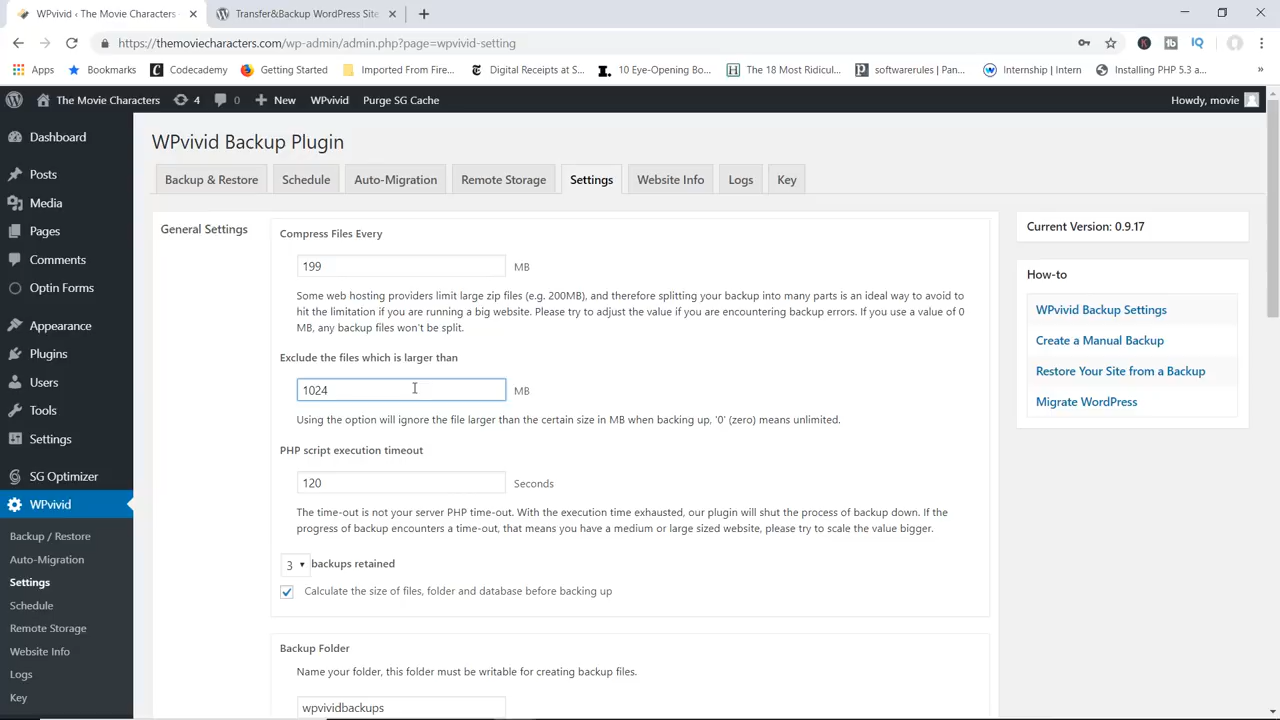 WPvivid ‹ The Movie Characters
Transfer&Backup WordPress Site
https://themoviecharacters.com/wp-admin/admin.php?page=wpvivid-setting
Apps
Bookmarks
Codecademy
Getting Started
Imported From Fire...
Digital Receipts at S...
10 Eye-Opening Bo...
The 18 Most Ridicul...
softwarerules | Pan...
Internship | Intern
Installing PHP 5.3 a...
»
The Movie Characters
4
0
New
WPvivid
Purge SG Cache
Howdy, movie
Dashboard
Posts
Media
Pages
Comments
Optin Forms
Appearance
Plugins
Users
Tools
Settings
SG Optimizer
WPvivid
Backup / Restore
Auto-Migration
Settings
Schedule
Remote Storage
Website Info
Logs
Key
WPvivid Backup Plugin
Backup & Restore
Schedule
Auto-Migration
Remote Storage
Settings
Website Info
Logs
Key
General Settings
Compress Files Every
199 MB
Some web hosting providers limit large zip files (e.g. 200MB), and therefore splitting your backup into many parts is an ideal way to avoid to
hit the limitation if you are running a big website. Please try to adjust the value if you are encountering backup errors. If you use a value of 0
MB, any backup files won't be split.
Exclude the files which is larger than
1024 MB
Using the option will ignore the file larger than the certain size in MB when backing up, '0' (zero) means unlimited.
PHP script execution timeout
120 Seconds
The time-out is not your server PHP time-out. With the execution time exhausted, our plugin will shut the process of backup down. If the
progress of backup encounters a time-out, that means you have a medium or large sized website, please try to scale the value bigger.
3 backups retained
Calculate the size of files, folder and database before backing up
Backup Folder
Name your folder, this folder must be writable for creating backup files.
wpvividbackups
Current Version: 0.9.17
How-to
WPvivid Backup Settings
Create a Manual Backup
Restore Your Site from a Backup
Migrate WordPress